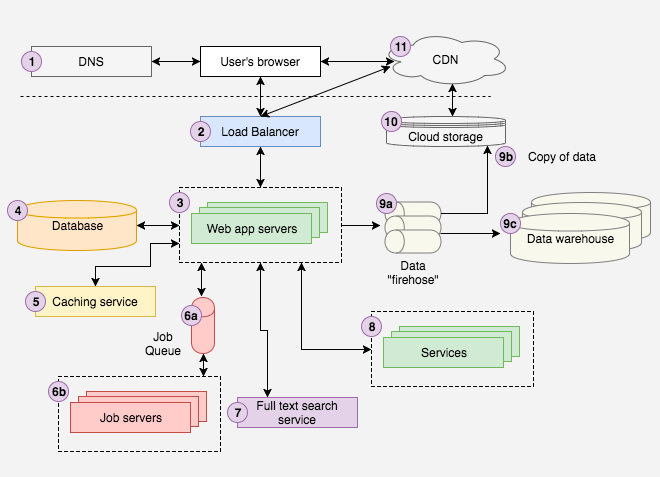 1 DNS
User's browser
11 CDN
2 Load Balancer
10 Cloud storage
9b Copy of data
3 Web app servers
4 Database
9a
Data
"firehose"
9c Data warehouse
5 Caching service
6a
Job
Queue
8 Services
6b Job servers
7 Full text search
service